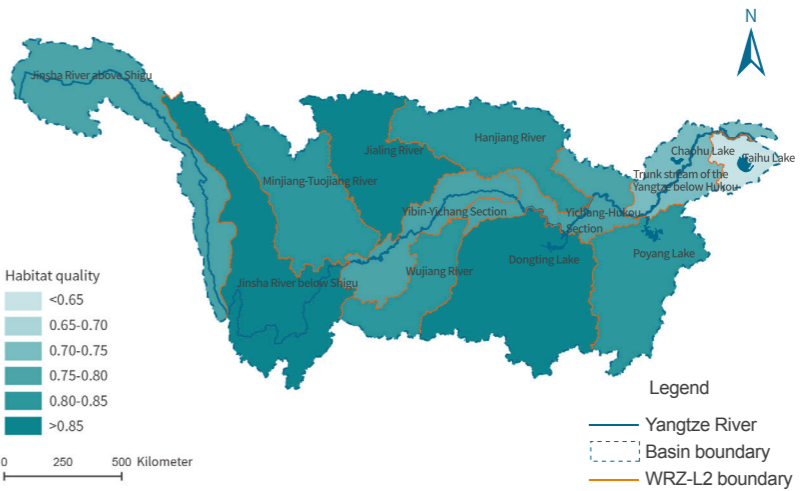 N
Jinsha River above Shigu
Hanjiang River
Jialing River
Chaohu Lake
Taihu Lake
Minjiang-Tuojiang River
Trunk stream of the
Yangtze below Hukou
Yibin-Yichang Section
Yichang-Hukou
Section
Poyang Lake
Dongting Lake
Wujiang River
Jinsha River below Shigu
Habitat quality
<0.65
0.65-0.70
0.70-0.75
0.75-0.80
0.80-0.85
>0.85
0 250 500 Kilometer
Legend
Yangtze River
Basin boundary
WRZ-L2 boundary